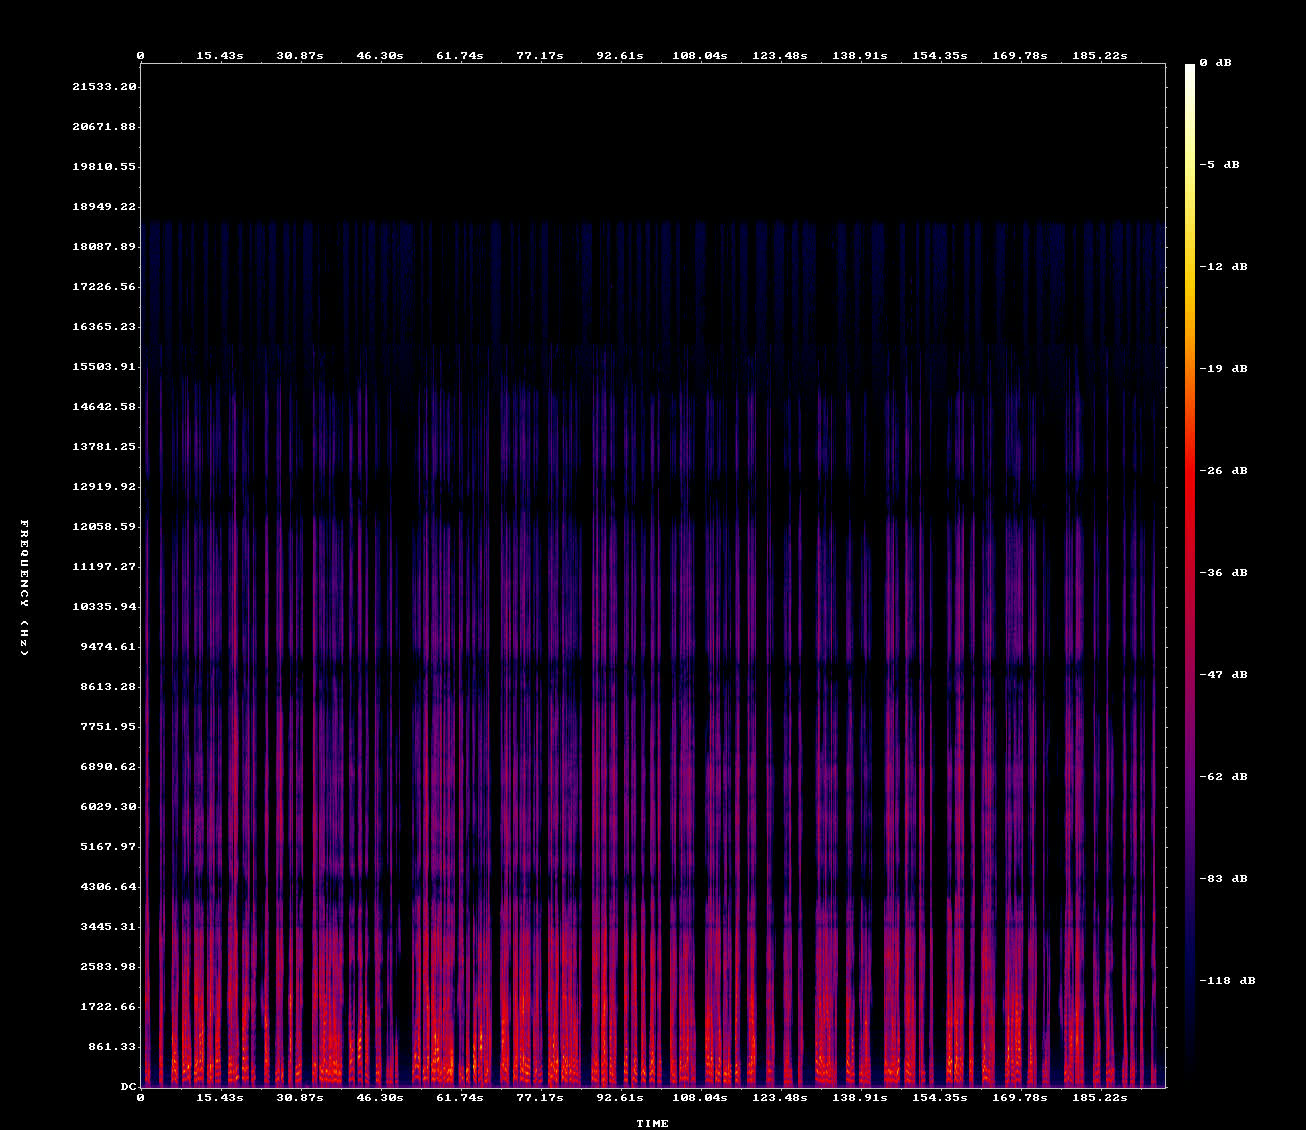 0 15.43s 30.87s 46.30s 61.74s 77.17s 92.61s 108.04s 123.48s 138.91s 154.35s 169.78s 185.22s
0 dB
21533.20
20671.88
-5 dB
19810.55
18949.22
18087.89
-12 dB
17226.56
16365.23
15503.91
-19 dB
14642.58
13781.25
-26 dB
12919.92
12058.59
11197.27
-36 dB
10335.94
FREQUENCY (Hz)
9474.61
-47 dB
8613.28
7751.95
6890.62
-62 dB
6029.30
5167.97
-83 dB
4306.64
3445.31
2583.98
-118 dB
1722.66
861.33
DC
0 15.43s 30.87s 46.30s 61.74s 77.17s 92.61s 108.04s 123.48s 138.91s 154.35s 169.78s 185.22s
TIME